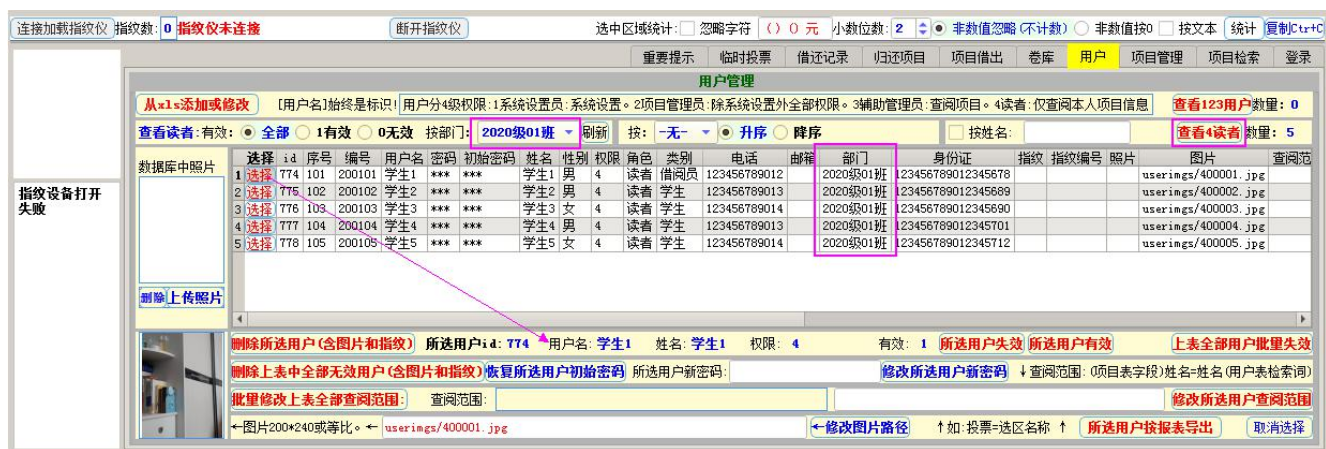 连接加载指纹仪 指纹数: 0 指纹仪未连接 断开指纹仪 选中区域统计: 忽略字符 () 0 元 小数位数: 2 非数值忽略(不计数) 非数值按0 按文本 统计 复制Ctr+C
重要提示 临时投票 借还记录 归还项目 项目借出 卷库 用户 项目管理 项目检索 登录
用户管理
从xls添加或修改 [用户名]始终是标识! 用户分4级权限:1系统设置员:系统设置。2项目管理员:除系统设置外全部权限。3辅助管理员:查阅项目。4读者:仅查阅本人项目信息 查看123用户 数量: 0
查看读者:有效: 全部 1有效 0无效 按部门: 2020级01班 刷新 按: -无- 升序 降序 按姓名: 查看4读者 数量: 5
数据库中照片
选择 id 序号 编号 用户名 密码 初始密码 姓名 性别 权限 角色 类别 电话 邮箱 部门 身份证 指纹 指纹编号 照片 图片 查阅范
1 选择 774 101 200101 学生1 *** *** 学生1 男 4 读者 借阅员 123456789012 2020级01班 123456789012345678 userimgs/400001.jpg
2 选择 775 102 200102 学生2 *** *** 学生2 男 4 读者 学生 123456789013 2020级01班 123456789012345689 userimgs/400002.jpg
3 选择 776 103 200103 学生3 *** *** 学生3 女 4 读者 学生 123456789014 2020级01班 123456789012345690 userimgs/400003.jpg
4 选择 777 104 200104 学生4 *** *** 学生4 男 4 读者 学生 123456789013 2020级01班 123456789012345701 userimgs/400004.jpg
5 选择 778 105 200105 学生5 *** *** 学生5 女 4 读者 学生 123456789014 2020级01班 123456789012345712 userimgs/400005.jpg
指纹设备打开
失败
删除 上传照片
删除所选用户(含图片和指纹) 所选用户id: 774 用户名: 学生1 姓名: 学生1 权限: 4 有效: 1 所选用户失效 所选用户有效 上表全部用户批里失效
删除上表中全部无效用户(含图片和指纹) 恢复所选用户初始密码 所选用户新密码: 修改所选用户新密码 ↓查阅范围:(项目表字段)姓名=姓名(用户表检索词)
批里修改上表全部查阅范围: 查阅范围: 修改所选用户查阅范围
←图片200*240或等比。← userimgs/400001.jpg ←修改图片路径 ↑如:投票=选区名称 ↑ 所选用户按报表导出 取消选择